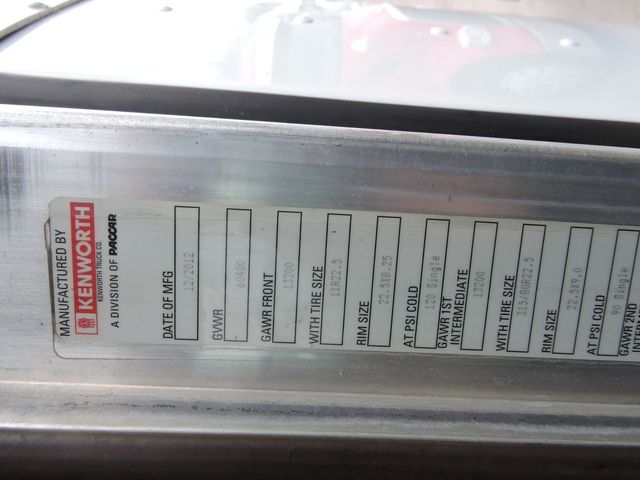 MANUFACTURED BY
KENWORTH
KENWORTH TRUCK CO.
A DIVISION OF PACCAR
DATE OF MFG 12/2012
GVWR 60400
GAWR FRONT 13200
WITH TIRE SIZE 11R22.5
RIM SIZE 22.5X8.25
AT PSI COLD 120 Single
GAWR 1ST
INTERMEDIATE 13200
WITH TIRE SIZE 315/80R22.5
RIM SIZE 22.5X9.0
AT PSI COLD 90 Single
GAWR 2ND